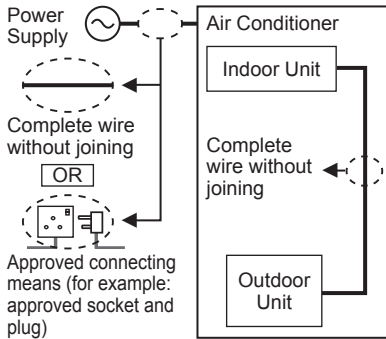 Power
Supply
Air Conditioner
Indoor Unit
Complete wire
without joining
OR
Complete
wire without
joining
Approved connecting
means (for example:
approved socket and
plug)
Outdoor
Unit